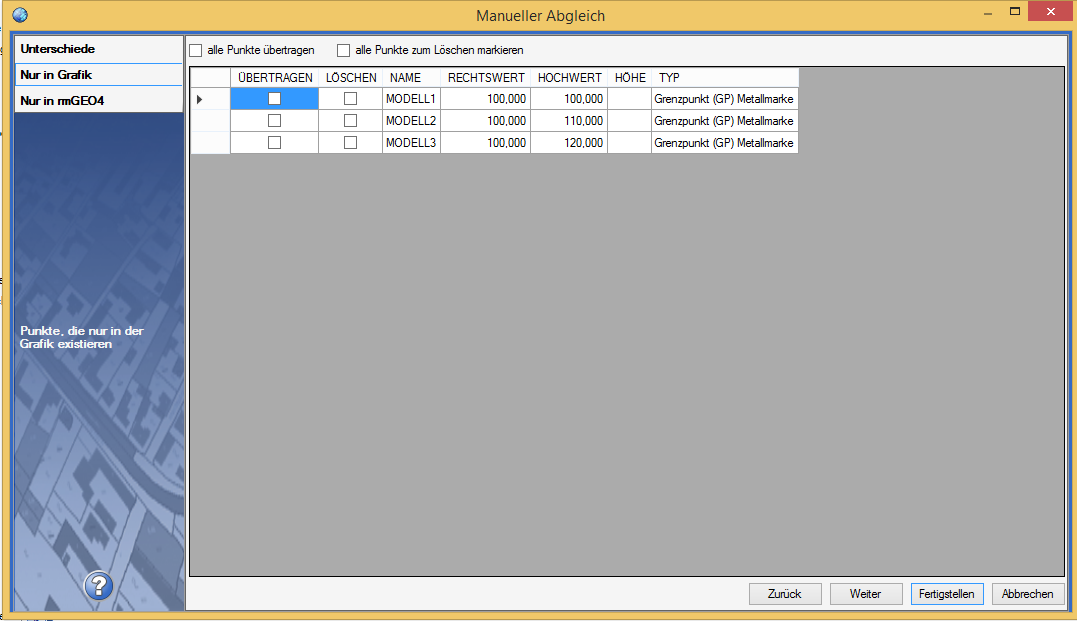 Manueller Abgleich
Unterschiede
Nur in Grafik
Nur in rmGEO4
Punkte, die nur in der
Grafik existieren
?
alle Punkte übertragen alle Punkte zum Löschen markieren
ÜBERTRAGEN LÖSCHEN NAME RECHTSWERT HOCHWERT HÖHE TYP
MODELL1 100,000 100,000 Grenzpunkt (GP) Metallmarke
MODELL2 100,000 110,000 Grenzpunkt (GP) Metallmarke
MODELL3 100,000 120,000 Grenzpunkt (GP) Metallmarke
Zurück Weiter Fertigstellen Abbrechen